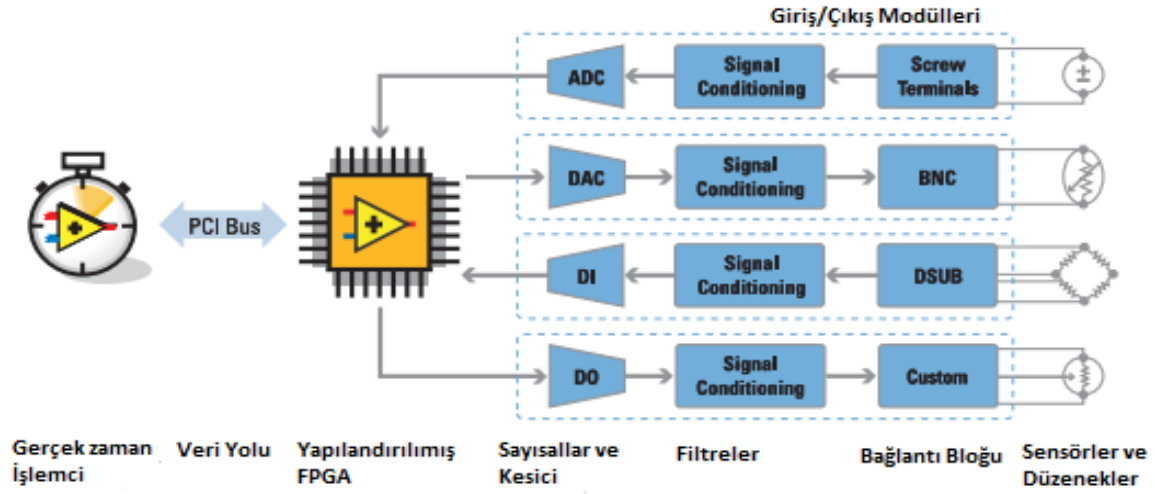 Giriş/Çıkış Modülleri
ADC
Signal
Conditioning
Screw
Terminals
±
DAC
Signal
Conditioning
BNC
PCI Bus
DI
Signal
Conditioning
DSUB
DO
Signal
Conditioning
Custom
Gerçek zaman
İşlemci
Veri Yolu
Yapılandırılımış
FPGA
Sayısallar ve
Kesici
Filtreler
Bağlantı Bloğu
Sensörler ve
Düzenekler